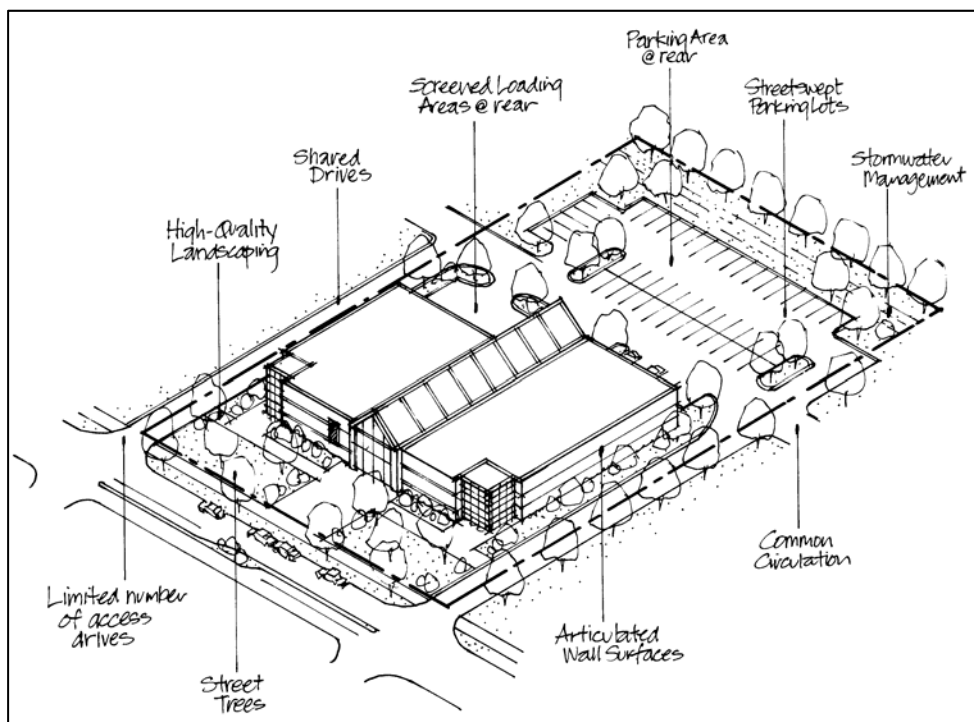 Parking Area
@ rear
Screened Loading
Areas @ rear
Streetswept
Parking Lots
Shared
Drives
Stormwater
Management
High-Quality
Landscaping
Common
Circulation
Limited number
of access
drives
Articulated
Wall Surfaces
Street
Trees